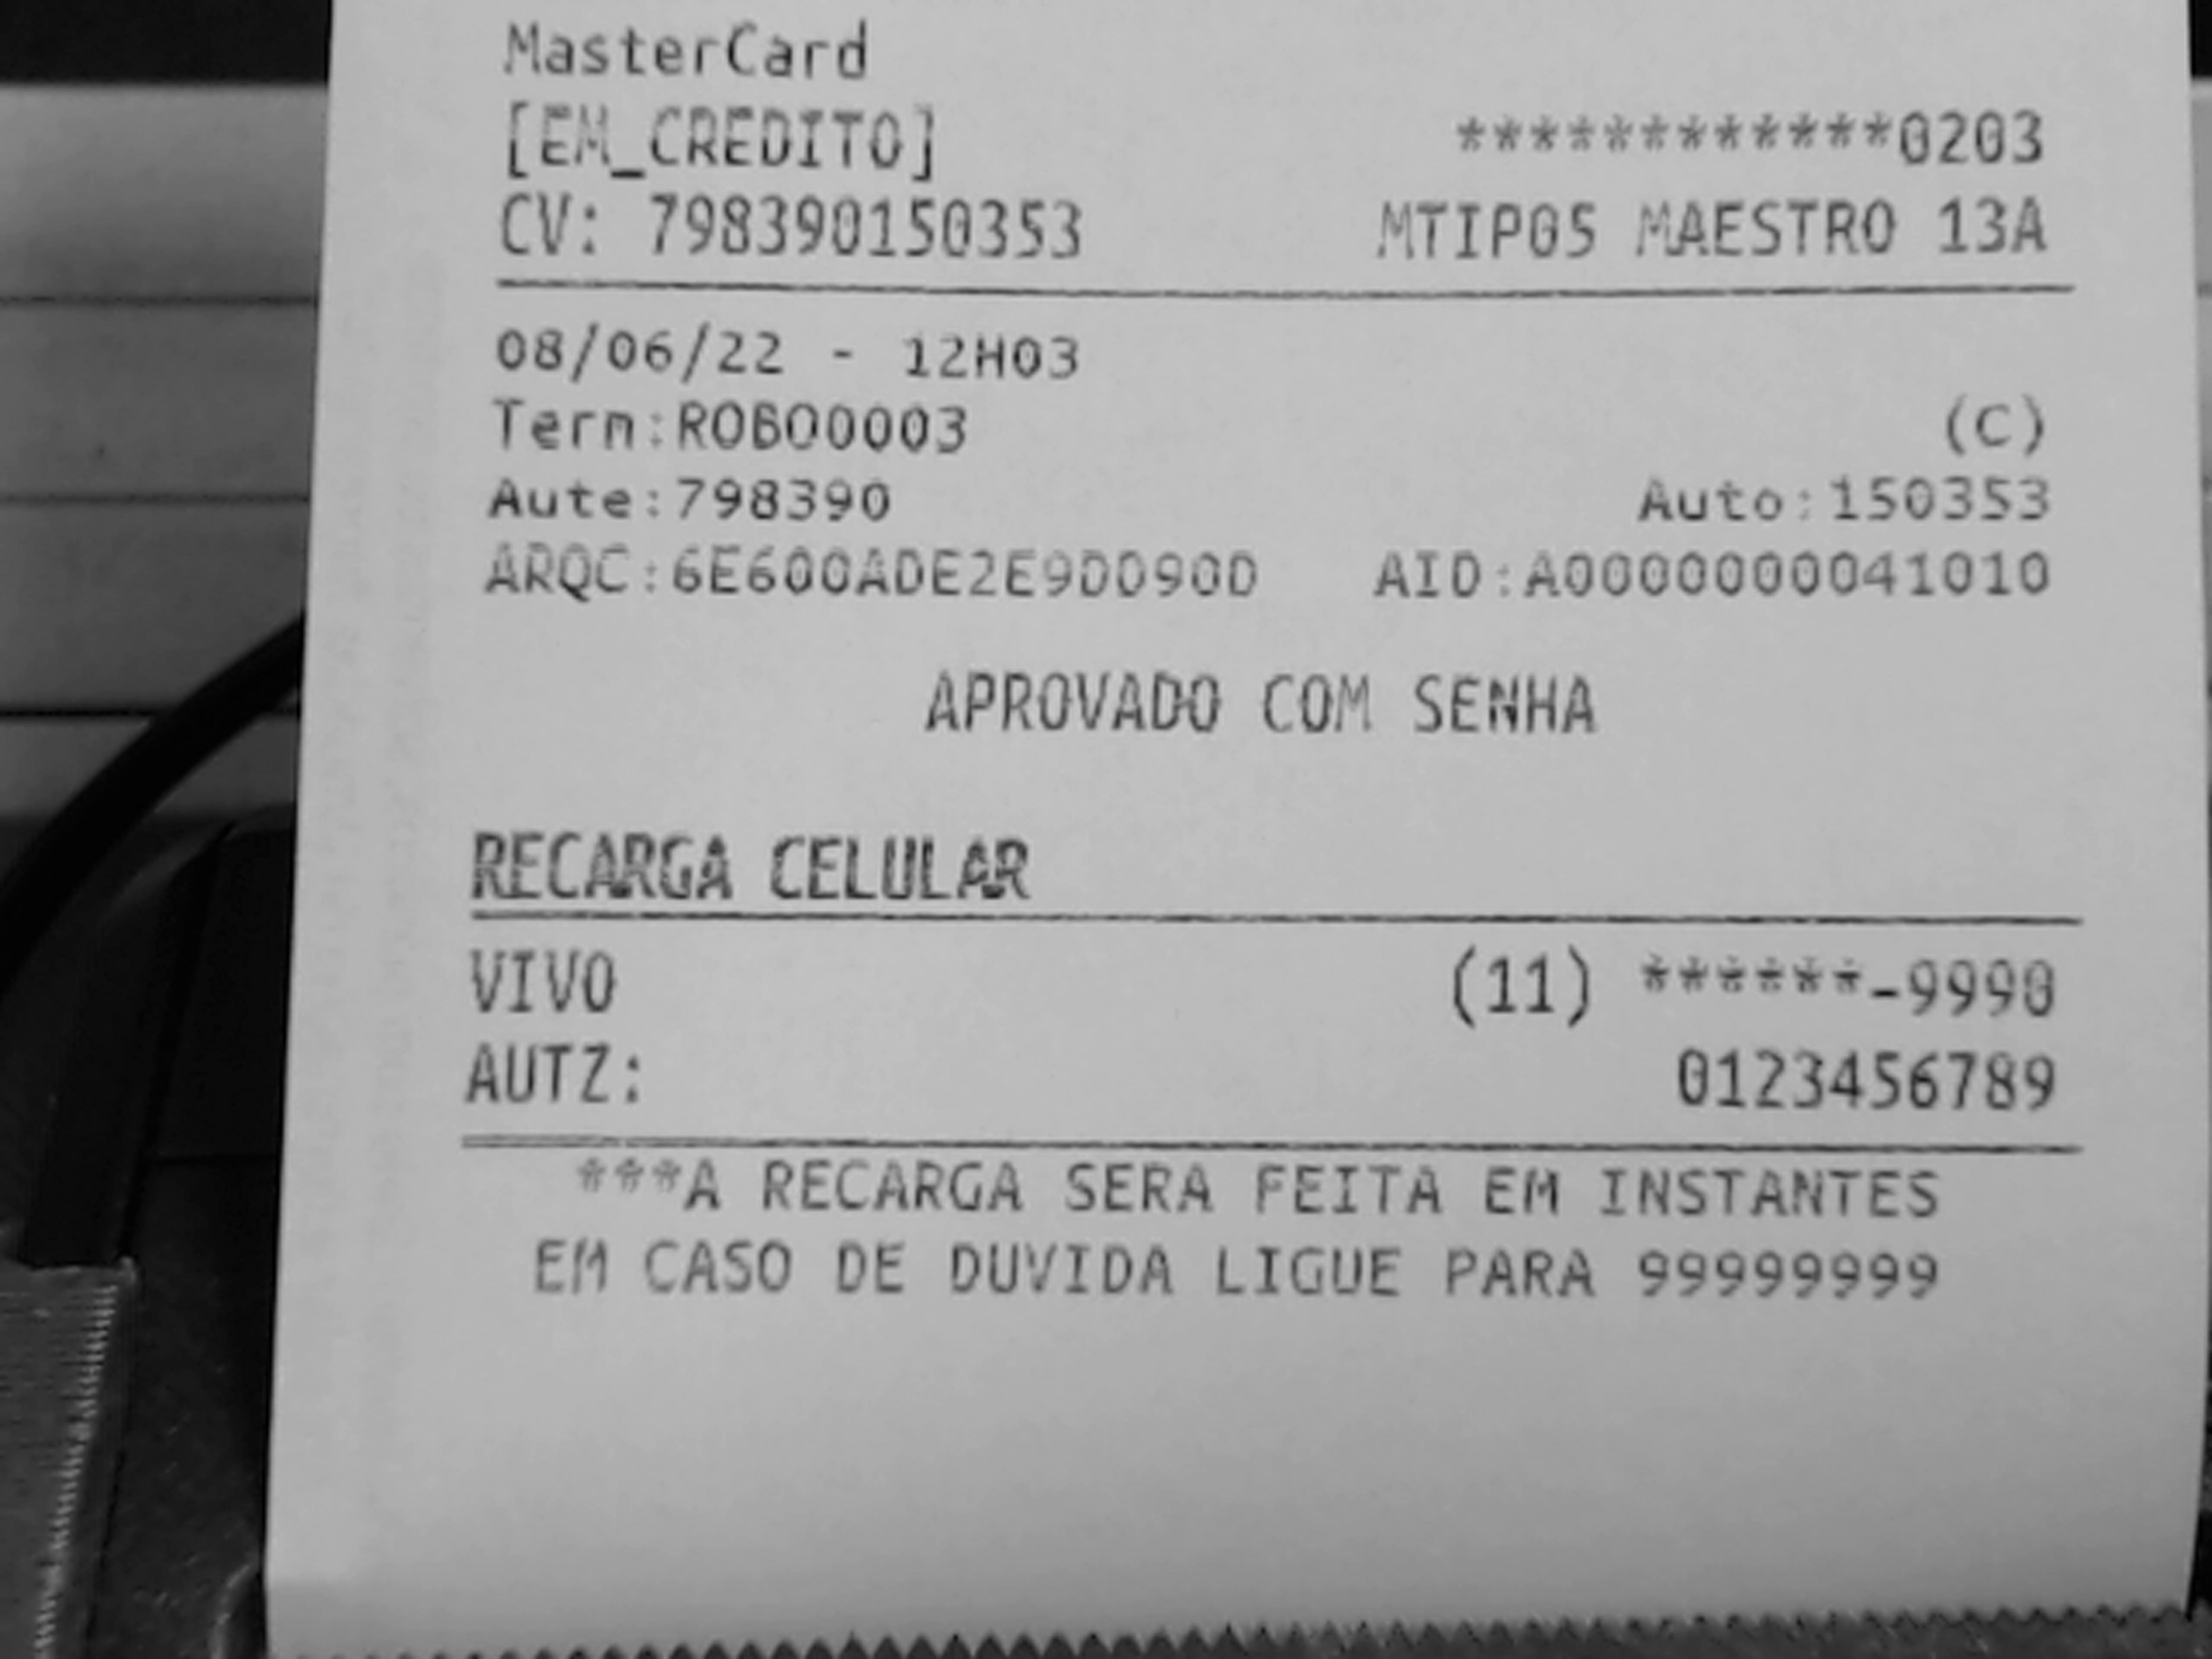 MasterCard
[EM_CREDITO] ************0203
CV: 798390150353 MTIP05 MAESTRO 13A
08/06/22 - 12H03
Term:ROBO0003 (C)
Aute:798390 Auto:150353
ARQC:6E600ADE2E9DD90D AID:A0000000041010
APROVADO COM SENHA
RECARGA CELULAR
VIVO (11) ******-9990
AUTZ: 0123456789
***A RECARGA SERA FEITA EM INSTANTES
EM CASO DE DUVIDA LIGUE PARA 99999999